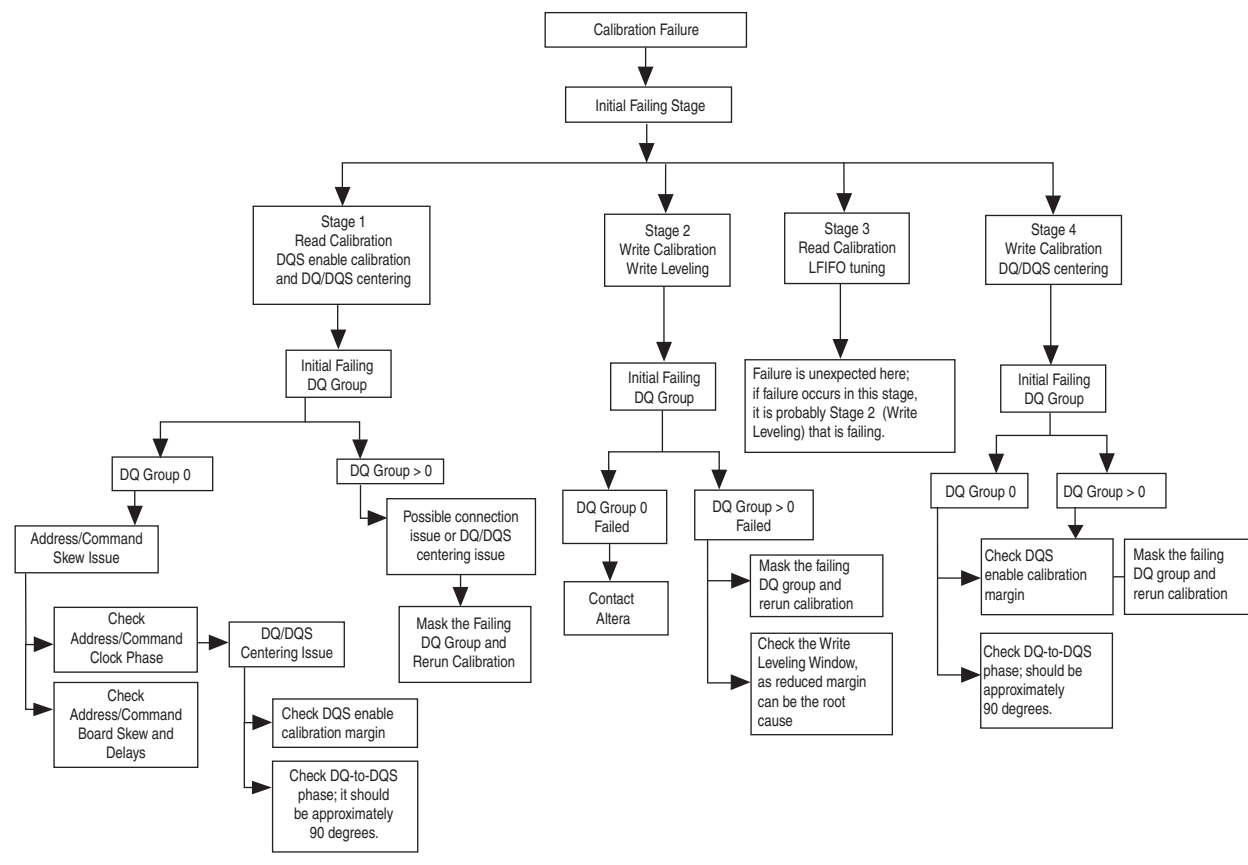 Calibration Failure
Initial Failing Stage
Stage 1
Read Calibration
DQS enable calibration
and DQ/DQS centering
Stage 2
Write Calibration
Write Leveling
Stage 3
Read Calibration
LFIFO tuning
Stage 4
Write Calibration
DQ/DQS centering
Initial Failing
DQ Group
Initial Failing
DQ Group
Failure is unexpected here;
if failure occurs in this stage,
it is probably Stage 2 (Write
Leveling) that is failing.
Initial Failing
DQ Group
DQ Group 0
DQ Group > 0
DQ Group 0
Failed
DQ Group > 0
Failed
DQ Group 0
DQ Group > 0
Address/Command
Skew Issue
Possible connection
issue or DQ/DQS
centering issue
Mask the failing
DQ group and
rerun calibration
Check DQS
enable calibration
margin
Mask the failing
DQ group and
rerun calibration
Contact
Altera
Check
Address/Command
Clock Phase
DQ/DQS
Centering Issue
Mask the Failing
DQ Group and
Rerun Calibration
Check the Write
Leveling Window,
as reduced margin
can be the root
cause
Check DQ-to-DQS
phase; should be
approximately
90 degrees.
Check
Address/Command
Board Skew and
Delays
Check DQS enable
calibration margin
Check DQ-to-DQS
phase; it should
be approximately
90 degrees.